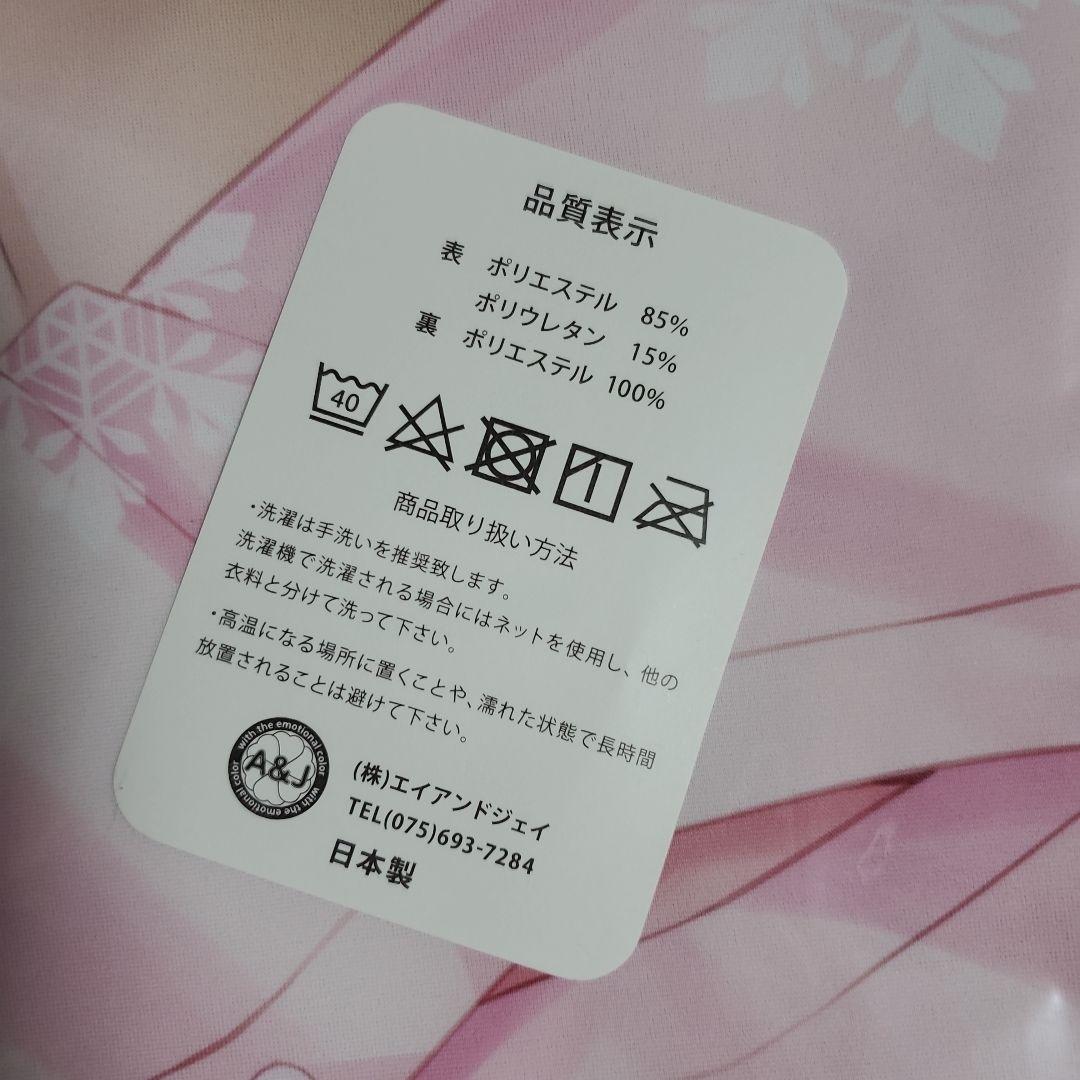 品質表示
表 ポリエステル 85%
ポリウレタン 15%
裏 ポリエステル 100%
40
商品取り扱い方法
・洗濯は手洗いを推奨致します。
洗濯機で洗濯される場合にはネットを使用し、他の
衣料と分けて洗って下さい。
・高温になる場所に置くことや、濡れた状態で長時間
放置されることは避けて下さい。
with the emotional color
A&J
with the emotional color
(株)エイアンドジェイ
TEL(075)693-7284
日本製